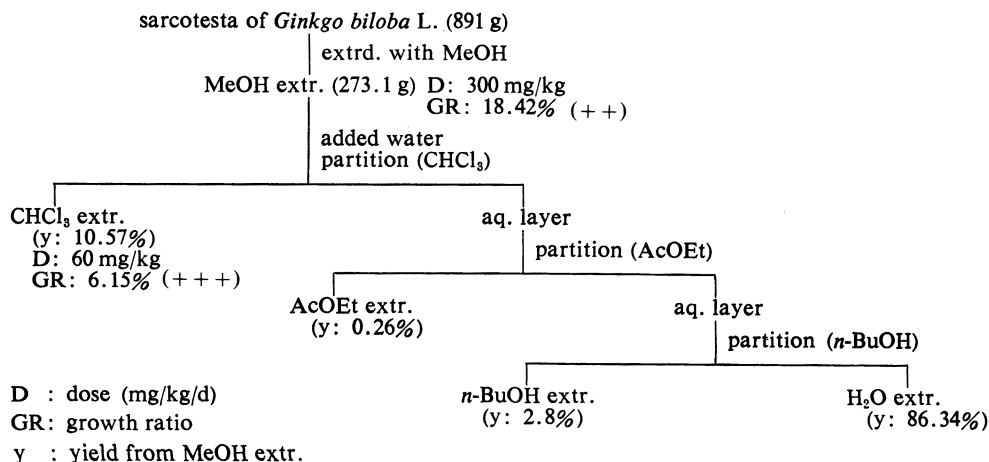 sarcotesta of Ginkgo biloba L. (891 g)
extrd. with MeOH
MeOH extr. (273.1 g) D: 300 mg/kg
GR: 18.42% (++)
added water
partition (CHCl₃)
CHCl₃ extr.
(y: 10.57%)
D: 60 mg/kg
GR: 6.15% (+++)
aq. layer
partition (AcOEt)
AcOEt extr.
(y: 0.26%)
aq. layer
partition (n-BuOH)
n-BuOH extr.
(y: 2.8%)
H₂O extr.
(y: 86.34%)
D : dose (mg/kg/d)
GR: growth ratio
y : yield from MeOH extr.